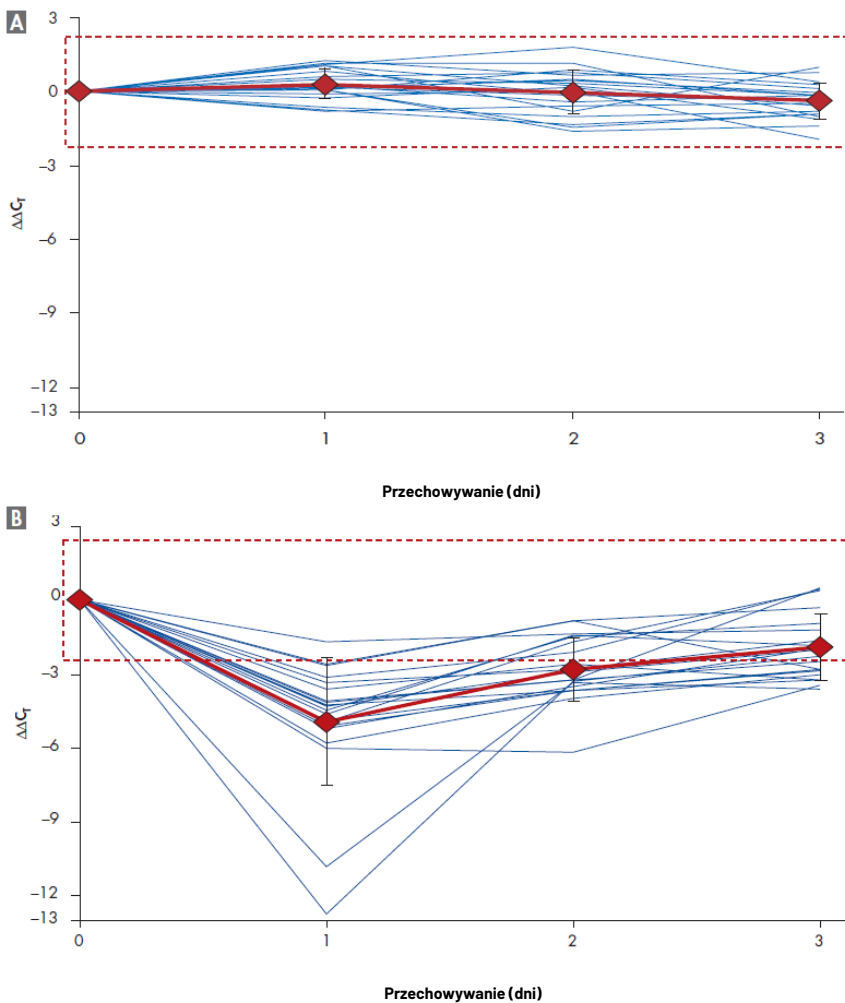 A
3
0
–3
–6
–9
–12
–13
ΔΔCT
0 1 2 3
Przechowywanie (dni)
B
3
0
–3
–6
–9
–12
–13
ΔΔCT
0 1 2 3
Przechowywanie (dni)